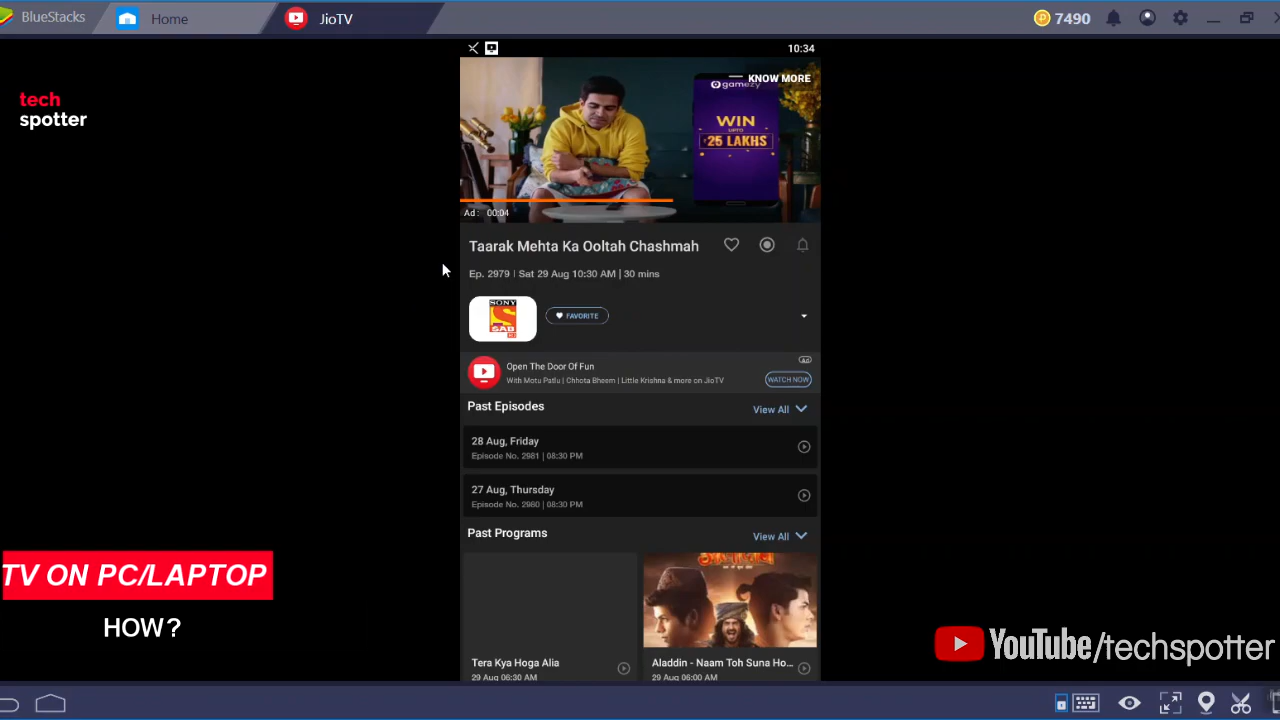 BlueStacks
Home
JioTV
7490
10:34
tech
spotter
KNOW MORE
gamezy
WIN
UPTO
25 LAKHS
Ad : 00:04
Taarak Mehta Ka Ooltah Chashmah
Ep. 2979 | Sat 29 Aug 10:30 AM | 30 mins
SONY
SAB
FAVORITE
Open The Door Of Fun
Ad
With Motu Patlu | Chhota Bheem | Little Krishna & more on JioTV
WATCH NOW
Past Episodes
View All
28 Aug, Friday
Episode No. 2981 | 08:30 PM
27 Aug, Thursday
Episode No. 2980 | 08:30 PM
Past Programs
View All
Tera Kya Hoga Alia
29 Aug 06:30 AM
Aladdin - Naam Toh Suna Ho...
29 Aug 06:00 AM
TV ON PC/LAPTOP
HOW?
YouTube/techspotter